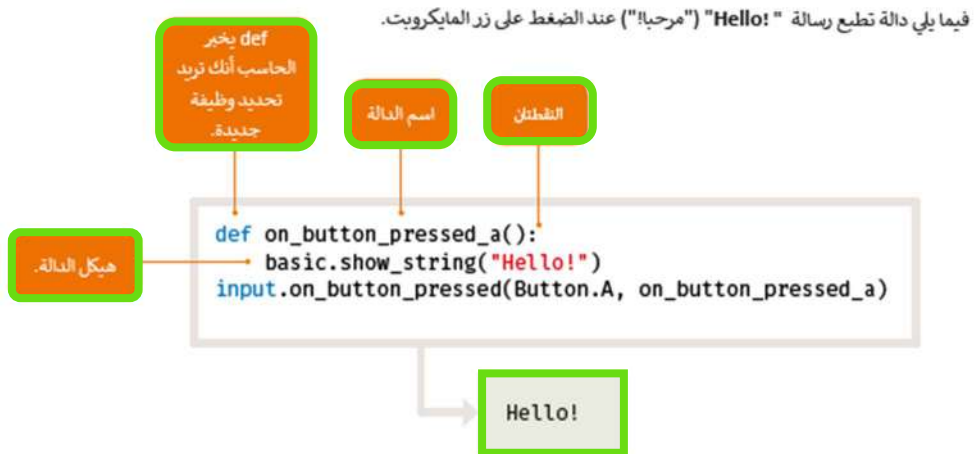 فيما يلي دالة تطبع رسالة "Hello!" ("مرحبا!") عند الضغط على زر المايكروبت.
def يخبر
الحاسب أنك تريد
تحديد وظيفة
جديدة.
اسم الدالة
النقطتان
def on_button_pressed_a():
هيكل الدالة.
basic.show_string("Hello!")
input.on_button_pressed(Button.A, on_button_pressed_a)
Hello!